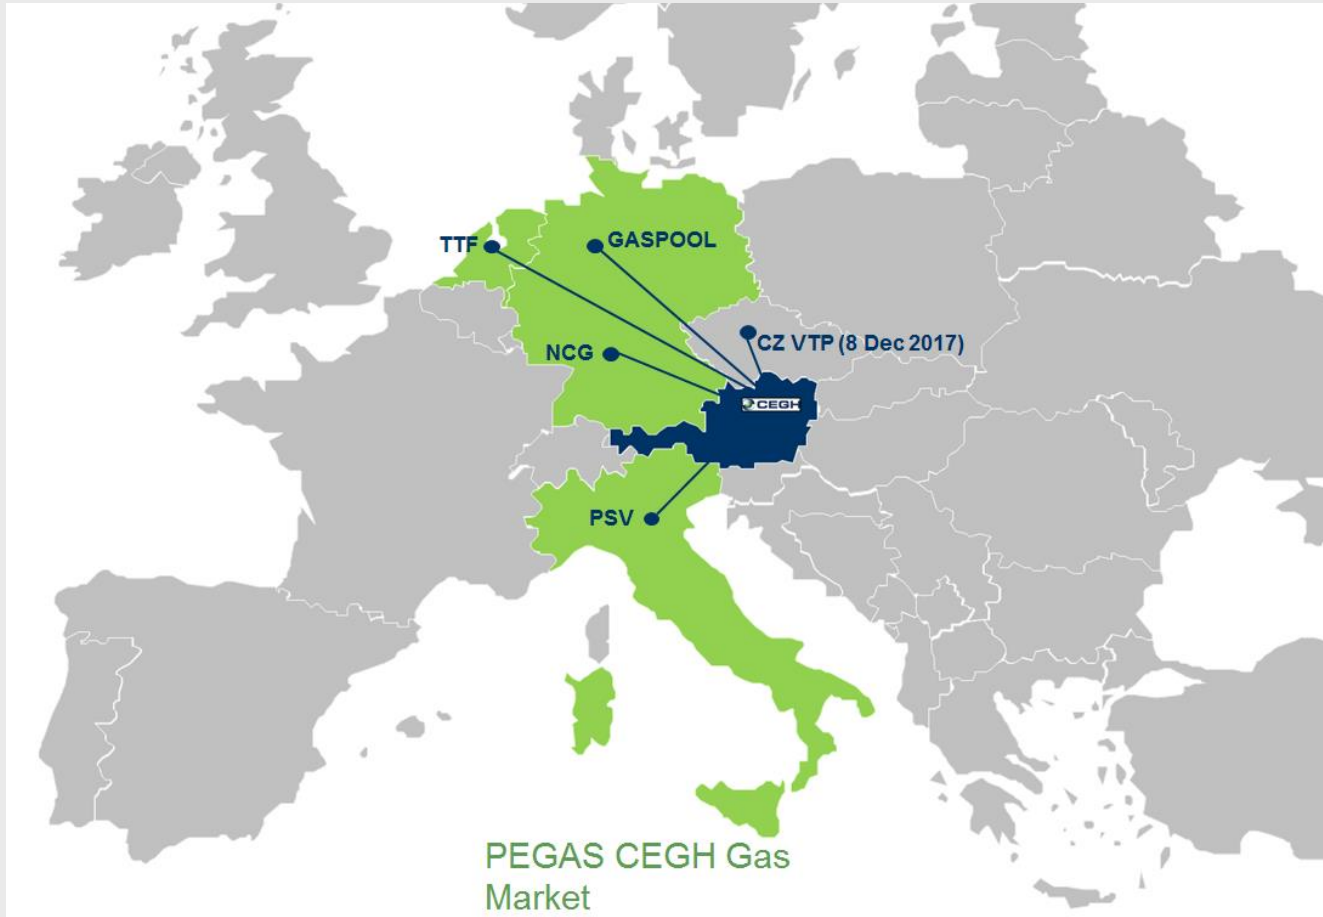 TTF
GASPOOL
CZ VTP (8 Dec 2017)
NCG
CEGH
PSV
PEGAS CEGH Gas
Market